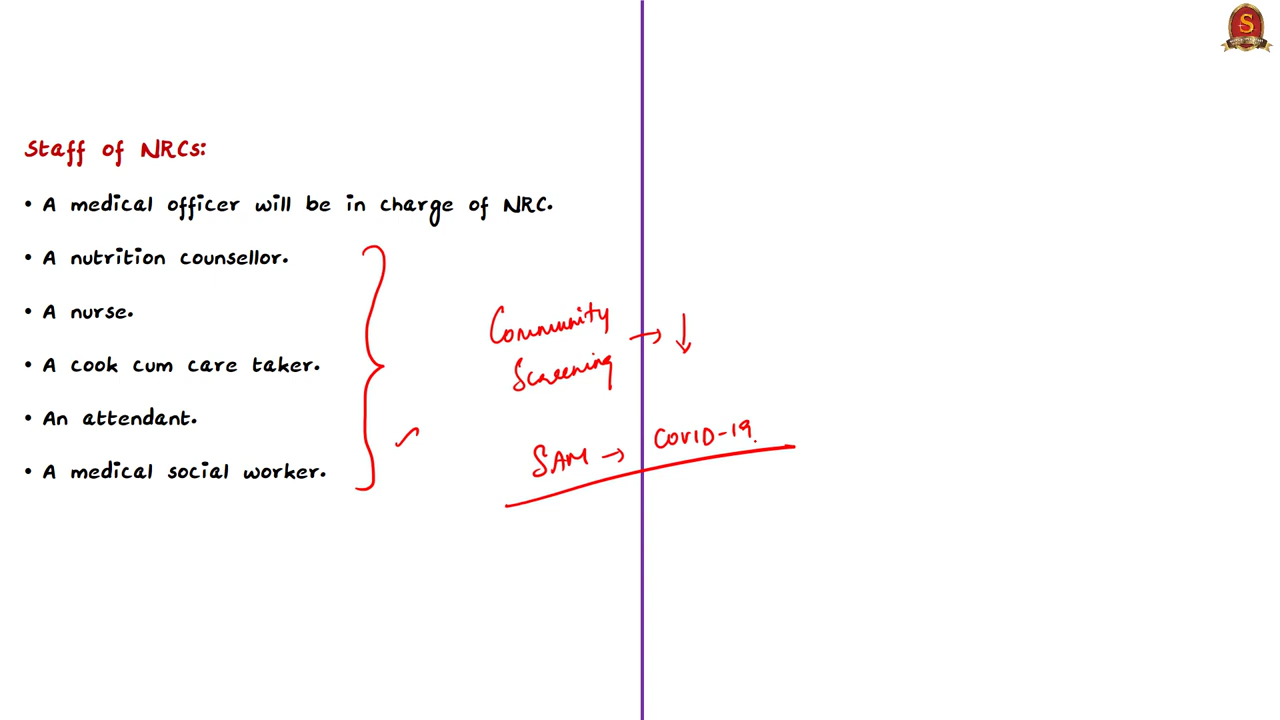 Staff of NRCs:
• A medical officer will be in charge of NRC.
• A nutrition counsellor.
• A nurse.
• A cook cum care taker.
• An attendant.
• A medical social worker.
Community → ↓
Screening
SAM → COVID-19.
S